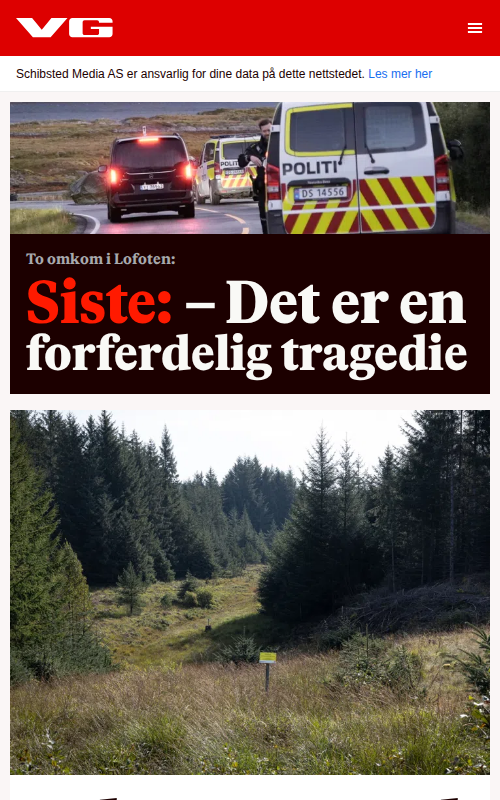 VG
Schibsted Media AS er ansvarlig for dine data på dette nettstedet. Les mer her
POLITI
POLITI
DS 14556
To omkom i Lofoten:
Siste: – Det er en
forferdelig tragedie